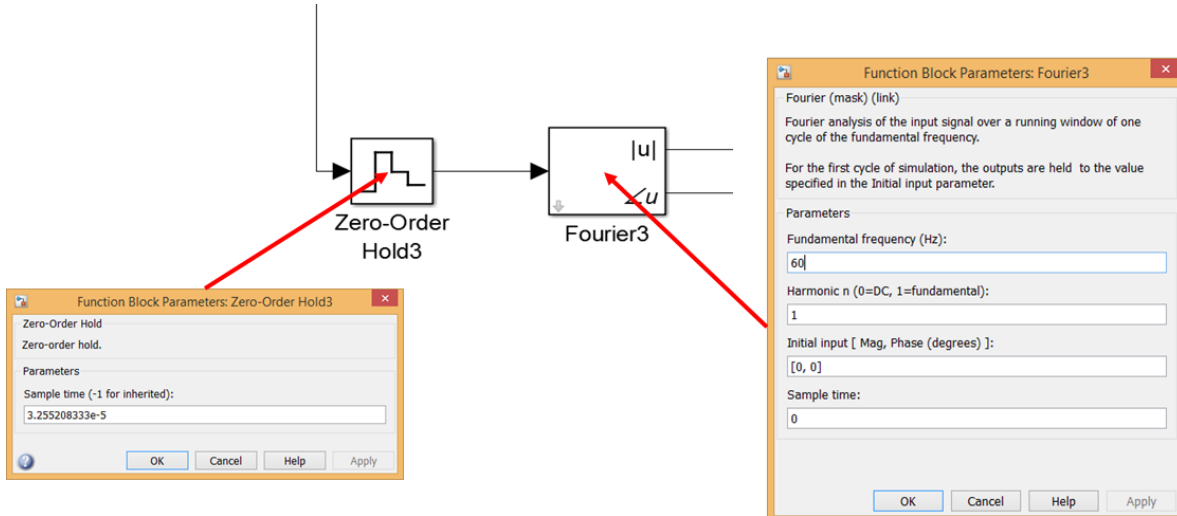 |u|
∠u
Zero-Order
Hold3
Fourier3
Function Block Parameters: Zero-Order Hold3
Zero-Order Hold
Zero-order hold.
Parameters
Sample time (-1 for inherited):
3.255208333e-5
OK Cancel Help Apply
Function Block Parameters: Fourier3
Fourier (mask) (link)
Fourier analysis of the input signal over a running window of one
cycle of the fundamental frequency.
For the first cycle of simulation, the outputs are held to the value
specified in the Initial input parameter.
Parameters
Fundamental frequency (Hz):
60
Harmonic n (0=DC, 1=fundamental):
1
Initial input [ Mag, Phase (degrees) ]:
[0, 0]
Sample time:
0
OK Cancel Help Apply